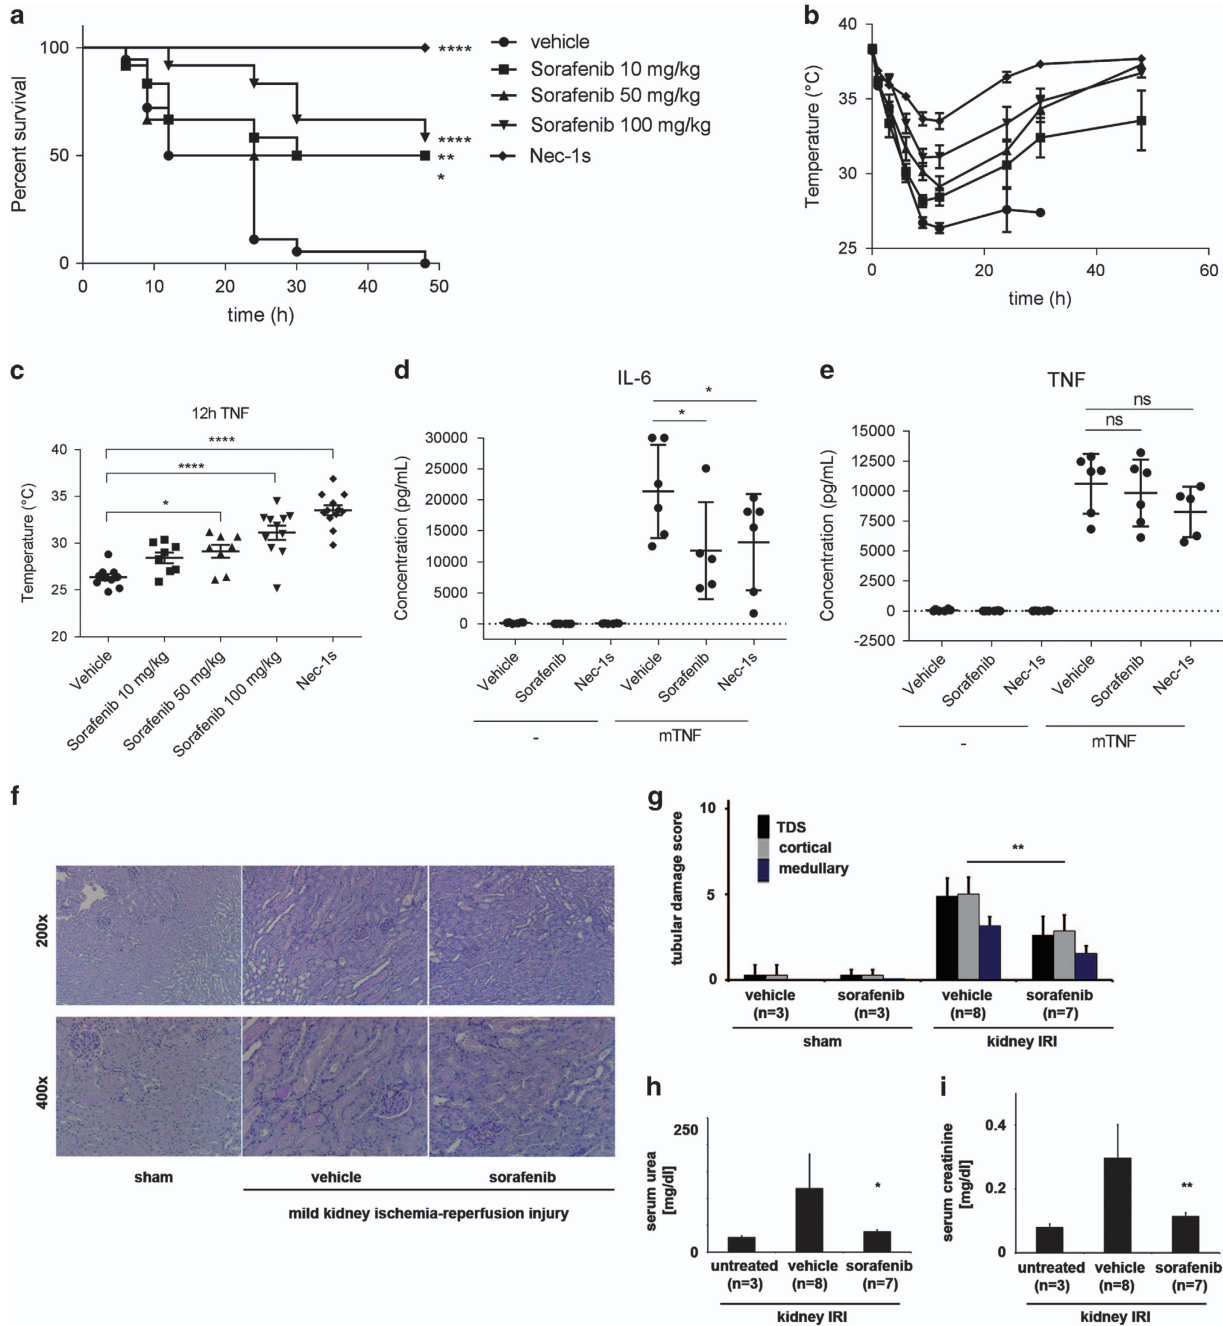 a
100
50
0
Percent survival
0 10 20 30 40 50
time (h)
****
****
**
*
vehicle
Sorafenib 10 mg/kg
Sorafenib 50 mg/kg
Sorafenib 100 mg/kg
Nec-1s
b
40
35
30
25
Temperature (°C)
0 20 40 60
time (h)
c
12h TNF
****
****
*
40
35
30
25
20
Temperature (°C)
Vehicle
Sorafenib 10 mg/kg
Sorafenib 50 mg/kg
Sorafenib 100 mg/kg
Nec-1s
d
IL-6
*
*
30000
25000
20000
15000
10000
5000
0
Concentration (pg/mL)
Vehicle
Sorafenib
Nec-1s
Vehicle
Sorafenib
Nec-1s
-
mTNF
e
TNF
ns
ns
15000
12500
10000
7500
5000
2500
0
-2500
Concentration (pg/mL)
Vehicle
Sorafenib
Nec-1s
Vehicle
Sorafenib
Nec-1s
-
mTNF
f
200x
400x
sham
vehicle
sorafenib
mild kidney ischemia-reperfusion injury
g
10
5
0
tubular damage score
TDS
cortical
medullary
**
vehicle
(n=3)
sorafenib
(n=3)
vehicle
(n=8)
sorafenib
(n=7)
sham
kidney IRI
h
250
0
serum urea
[mg/dl]
*
untreated
(n=3)
vehicle
(n=8)
sorafenib
(n=7)
kidney IRI
i
0.4
0.2
0
serum creatinine
[mg/dl]
**
untreated
(n=3)
vehicle
(n=8)
sorafenib
(n=7)
kidney IRI